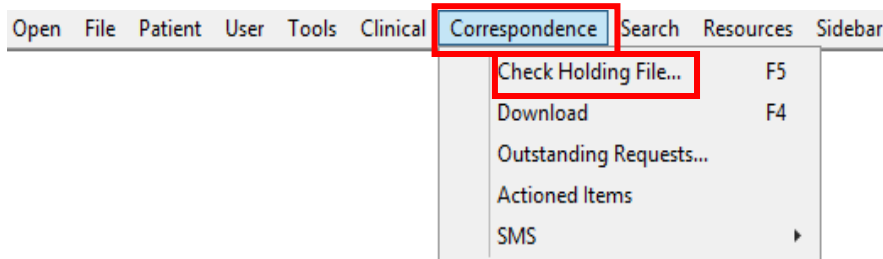 Open File Patient User Tools Clinical Correspondence Search Resources Sidebar
Check Holding File... F5
Download F4
Outstanding Requests...
Actioned Items
SMS